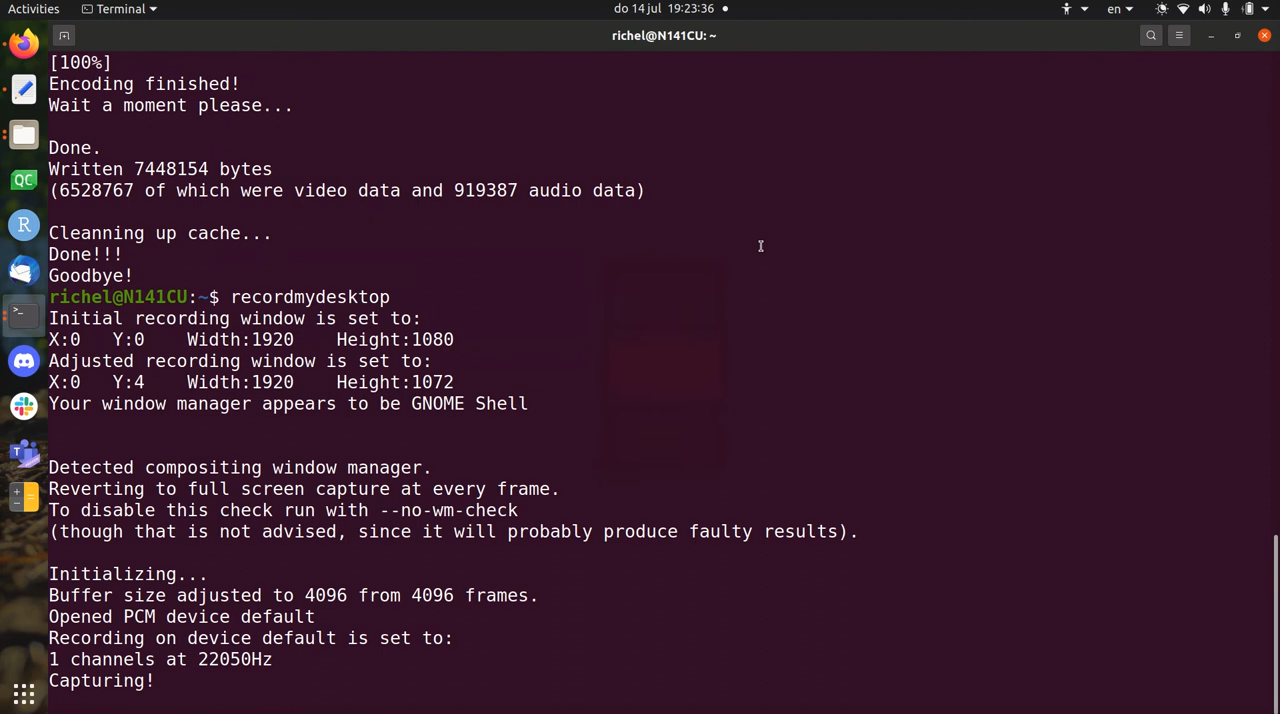 Activities Terminal do 14 jul 19:23:36 en
richel@N141CU: ~
[100%]
Encoding finished!
Wait a moment please...
Done.
Written 7448154 bytes
(6528767 of which were video data and 919387 audio data)
Cleanning up cache...
Done!!!
Goodbye!
richel@N141CU:~$ recordmydesktop
Initial recording window is set to:
X:0 Y:0 Width:1920 Height:1080
Adjusted recording window is set to:
X:0 Y:4 Width:1920 Height:1072
Your window manager appears to be GNOME Shell
Detected compositing window manager.
Reverting to full screen capture at every frame.
To disable this check run with --no-wm-check
(though that is not advised, since it will probably produce faulty results).
Initializing...
Buffer size adjusted to 4096 from 4096 frames.
Opened PCM device default
Recording on device default is set to:
1 channels at 22050Hz
Capturing!
QC
R